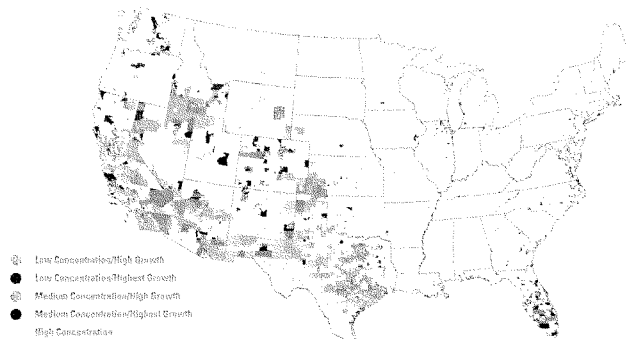 Low Concentration/High Growth
Low Concentration/Highest Growth
Medium Concentration/High Growth
Medium Concentration/Highest Growth
High Concentration